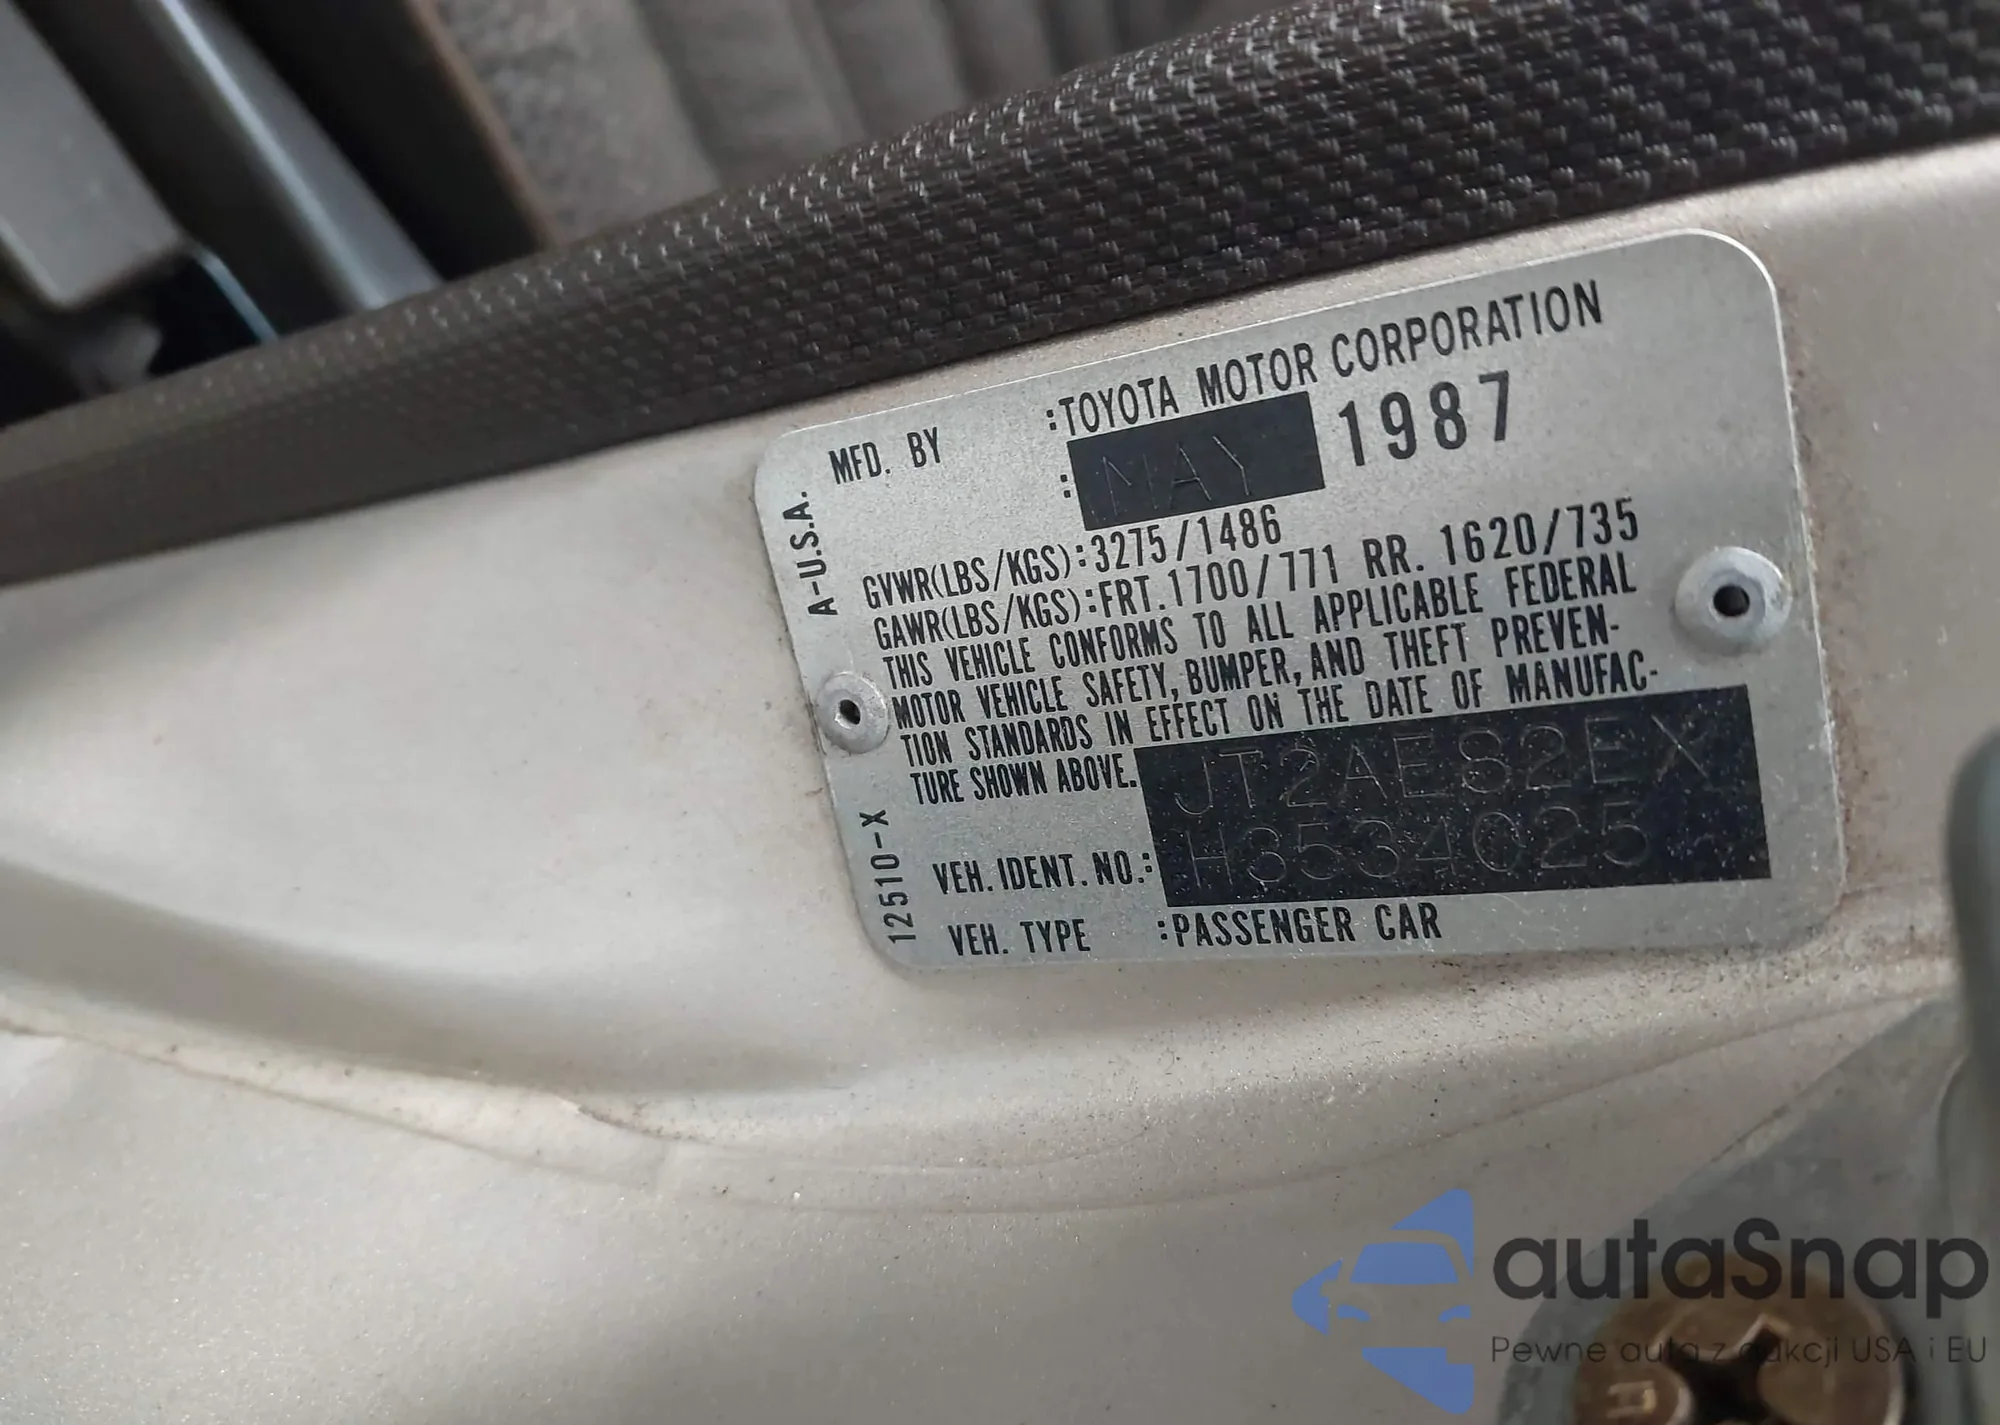 MFD. BY :TOYOTA MOTOR CORPORATION
: MAY 1987
GVWR(LBS/KGS):3275/1486
GAWR(LBS/KGS):FRT.1700/771 RR. 1620/735
THIS VEHICLE CONFORMS TO ALL APPLICABLE FEDERAL
MOTOR VEHICLE SAFETY, BUMPER, AND THEFT PREVEN-
TION STANDARDS IN EFFECT ON THE DATE OF MANUFAC-
TURE SHOWN ABOVE.
JT2AE82EX
VEH. IDENT. NO.: H3534025
VEH. TYPE :PASSENGER CAR
A-U.S.A.
12510-X
autaSnap
Pewne auta z aukcji USA i EU